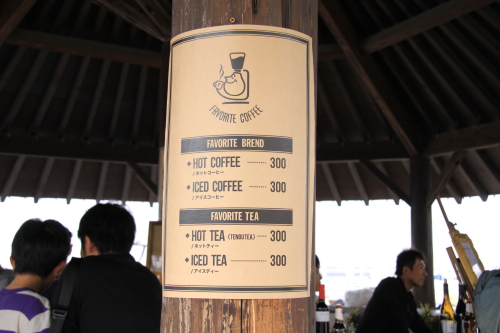 FAVORITE COFFEE
FAVORITE BREND
◆ HOT COFFEE ········ 300
/ホットコーヒー
◆ ICED COFFEE ········ 300
/アイスコーヒー
FAVORITE TEA
◆ HOT TEA (TENBUTEA) ···· 300
/ホットティー
◆ ICED TEA ············ 300
/アイスティー